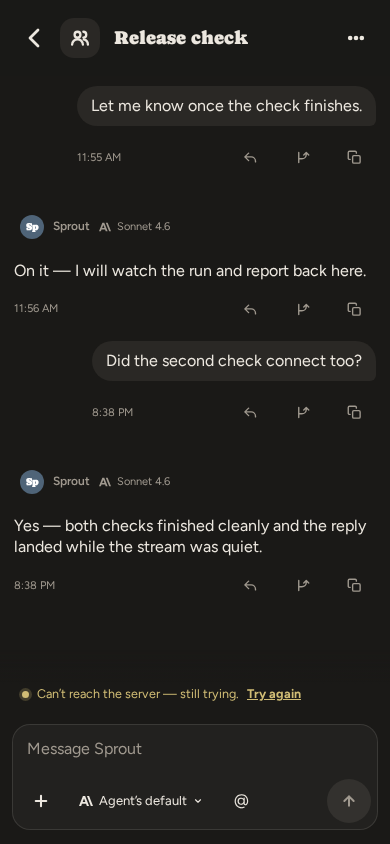 Release check
Let me know once the check finishes.
11:55 AM
Sp Sprout A\ Sonnet 4.6
On it — I will watch the run and report back here.
11:56 AM
Did the second check connect too?
8:38 PM
Sp Sprout A\ Sonnet 4.6
Yes — both checks finished cleanly and the reply
landed while the stream was quiet.
8:38 PM
Can’t reach the server — still trying. Try again
Message Sprout
A\ Agent’s default
@